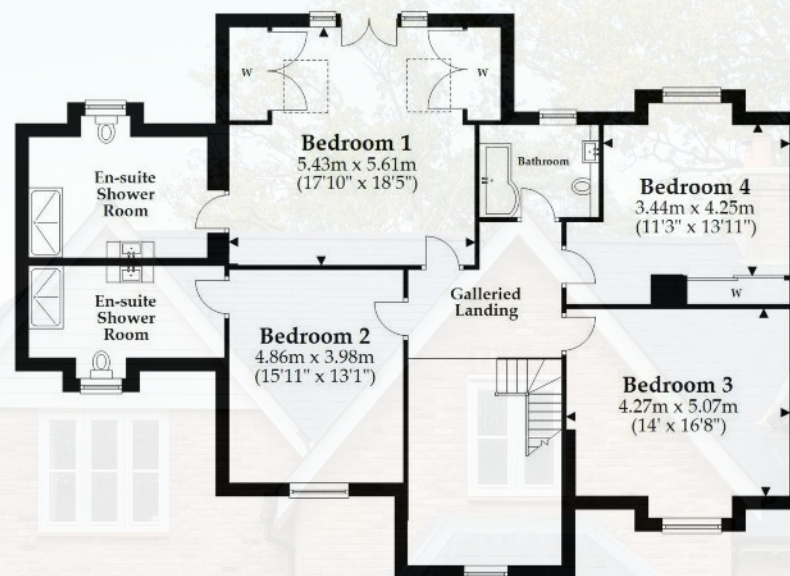 W
W
Bedroom 1
5.43m x 5.61m
(17'10" x 18'5")
Bathroom
En-suite
Shower
Room
Bedroom 4
3.44m x 4.25m
(11'3" x 13'11")
W
En-suite
Shower
Room
Galleried
Landing
Bedroom 2
4.86m x 3.98m
(15'11" x 13'1")
Bedroom 3
4.27m x 5.07m
(14' x 16'8")